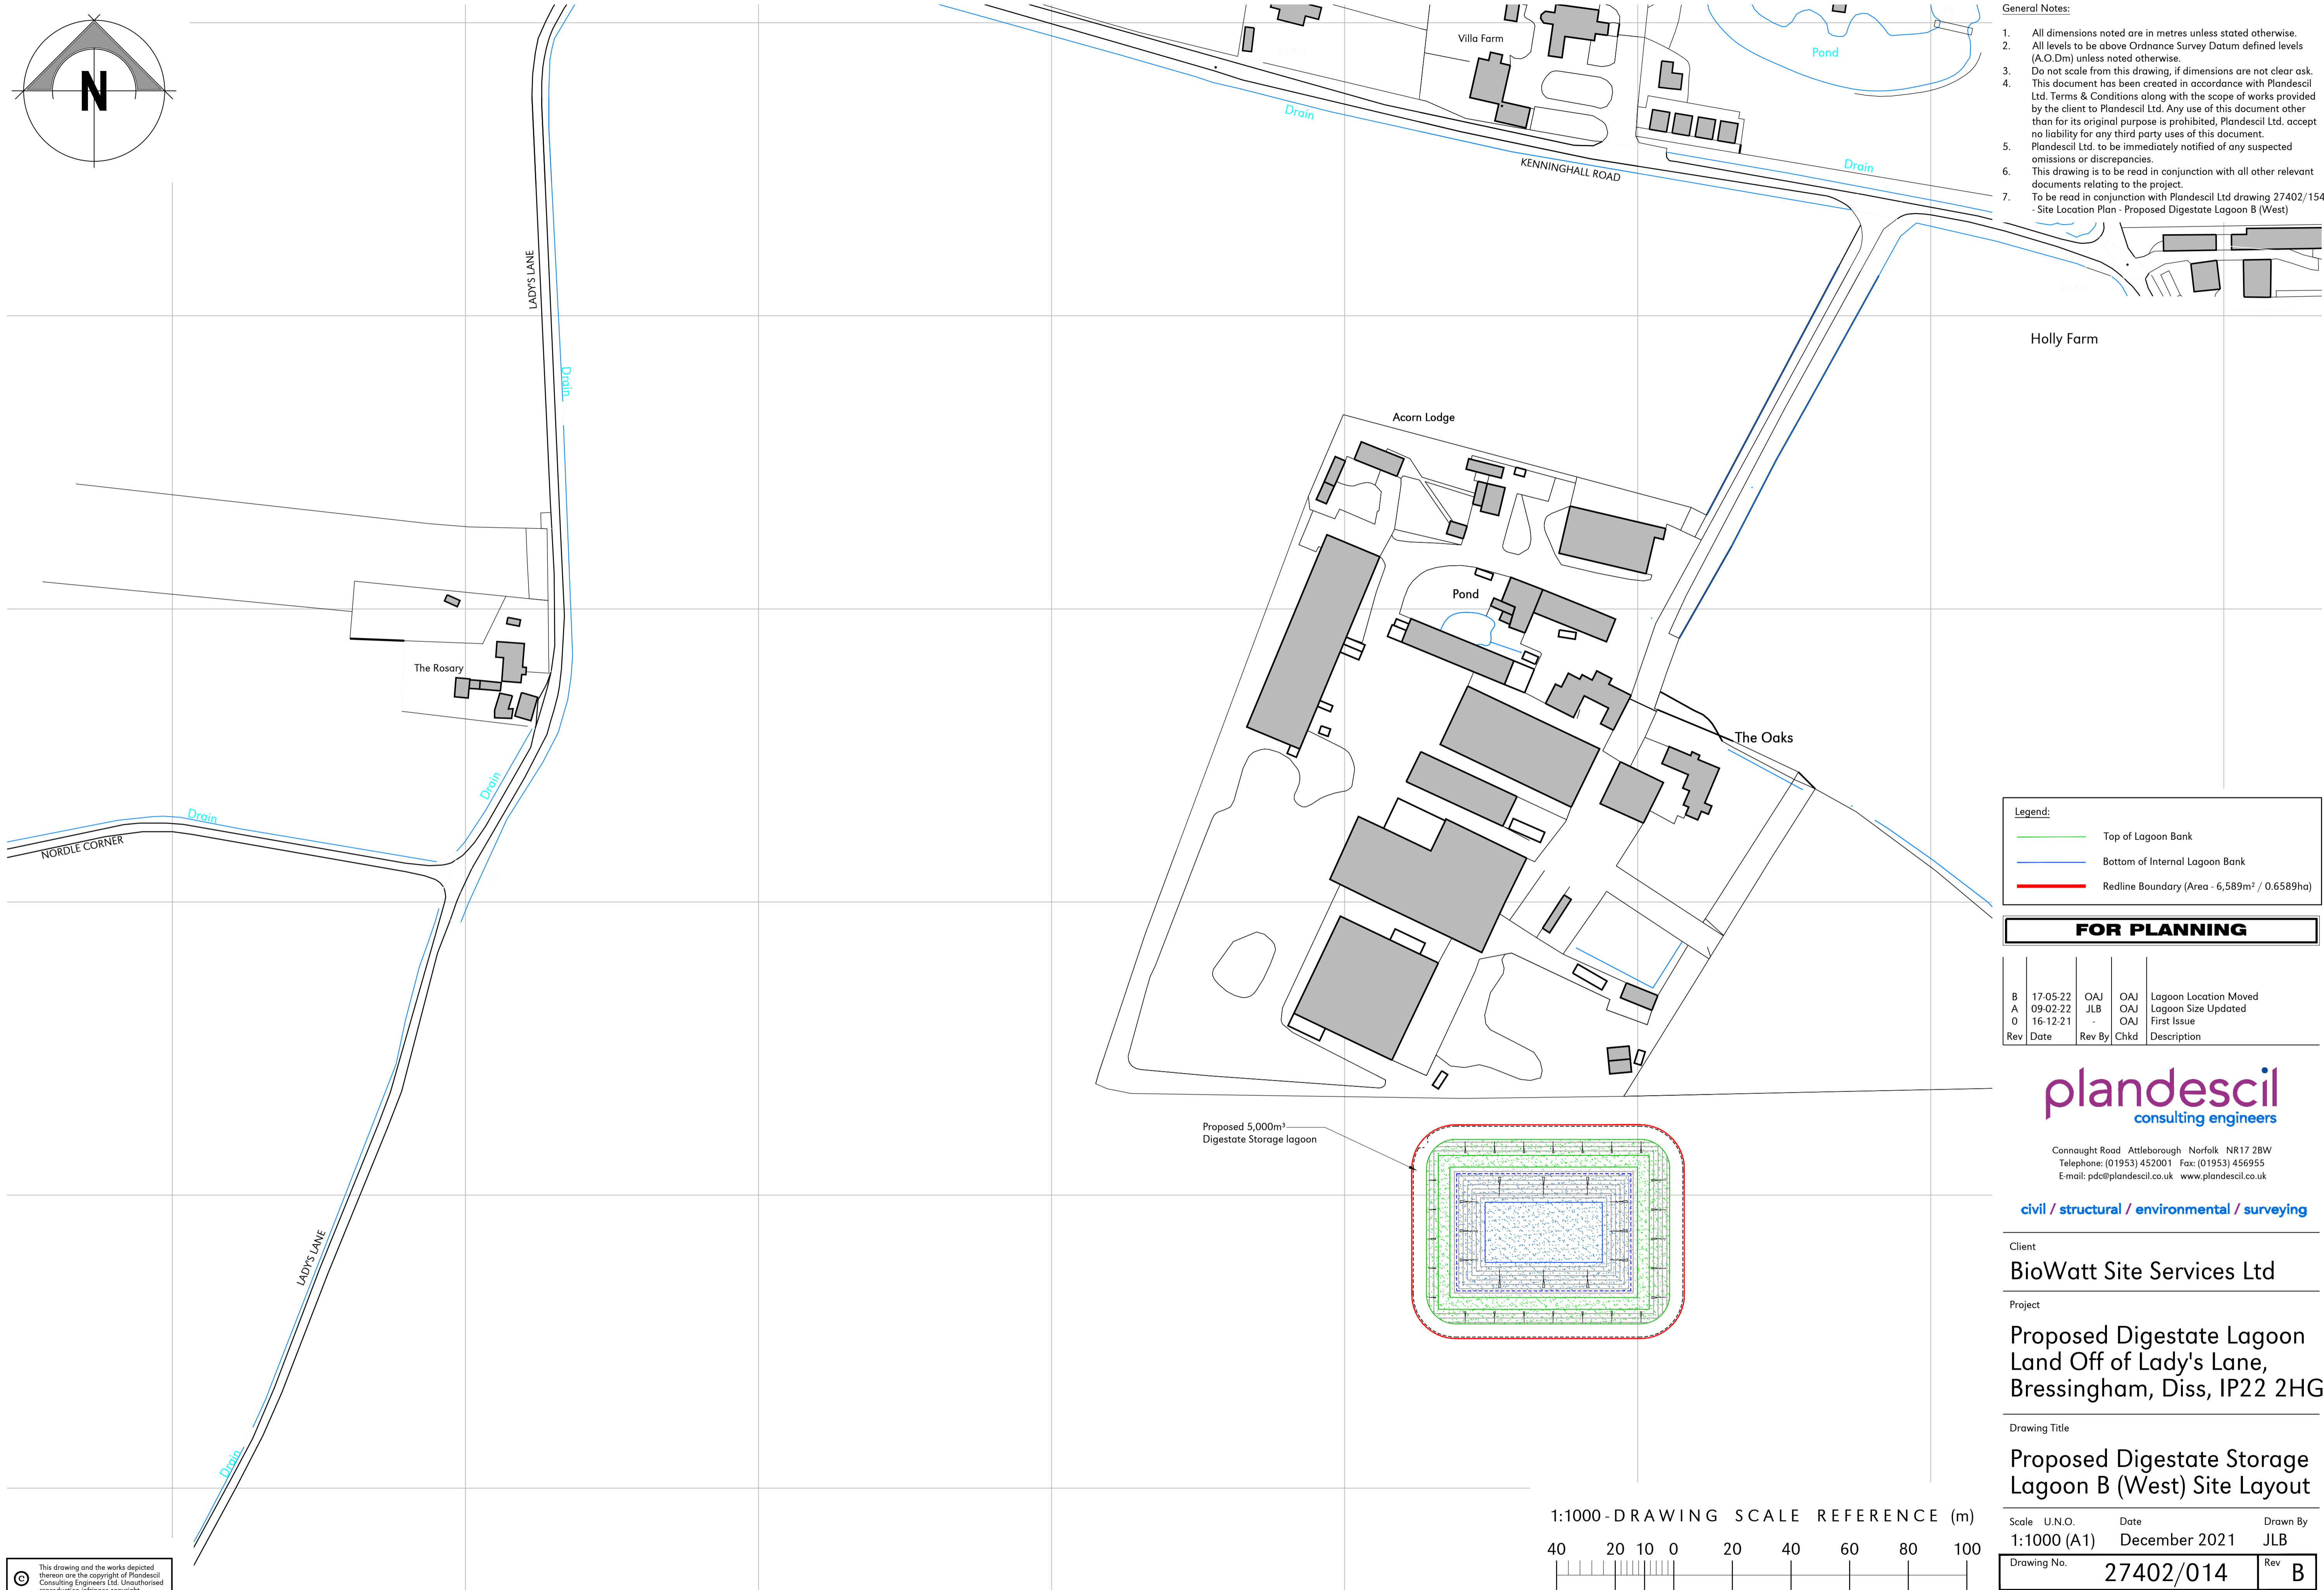 N
Villa Farm
Pond
Drain
Drain
KENNINGHALL ROAD
LADY'S LANE
Drain
Holly Farm
Acorn Lodge
Pond
The Rosary
The Oaks
Drain
Drain
NORDLE CORNER
LADY'S LANE
Drain
Proposed 5,000m³
Digestate Storage lagoon
General Notes:
1. All dimensions noted are in metres unless stated otherwise.
2. All levels to be above Ordnance Survey Datum defined levels
(A.O.Dm) unless noted otherwise.
3. Do not scale from this drawing, if dimensions are not clear ask.
4. This document has been created in accordance with Plandescil
Ltd. Terms & Conditions along with the scope of works provided
by the client to Plandescil Ltd. Any use of this document other
than for its original purpose is prohibited, Plandescil Ltd. accept
no liability for any third party uses of this document.
5. Plandescil Ltd. to be immediately notified of any suspected
omissions or discrepancies.
6. This drawing is to be read in conjunction with all other relevant
documents relating to the project.
7. To be read in conjunction with Plandescil Ltd drawing 27402/154
- Site Location Plan - Proposed Digestate Lagoon B (West)
Legend:
Top of Lagoon Bank
Bottom of Internal Lagoon Bank
Redline Boundary (Area - 6,589m² / 0.6589ha)
FOR PLANNING
B 17-05-22 OAJ OAJ Lagoon Location Moved
A 09-02-22 JLB OAJ Lagoon Size Updated
0 16-12-21 - OAJ First Issue
Rev Date Rev By Chkd Description
plandescil
consulting engineers
Connaught Road Attleborough Norfolk NR17 2BW
Telephone: (01953) 452001 Fax: (01953) 456955
E-mail: pdc@plandescil.co.uk www.plandescil.co.uk
civil / structural / environmental / surveying
Client
BioWatt Site Services Ltd
Project
Proposed Digestate Lagoon
Land Off of Lady's Lane,
Bressingham, Diss, IP22 2HG
Drawing Title
Proposed Digestate Storage
Lagoon B (West) Site Layout
Scale U.N.O. Date Drawn By
1:1000 (A1) December 2021 JLB
Drawing No. 27402/014 Rev B
1:1000 - DRAWING SCALE REFERENCE (m)
40 20 10 0 20 40 60 80 100
© This drawing and the works depicted
thereon are the copyright of Plandescil
Consulting Engineers Ltd. Unauthorised